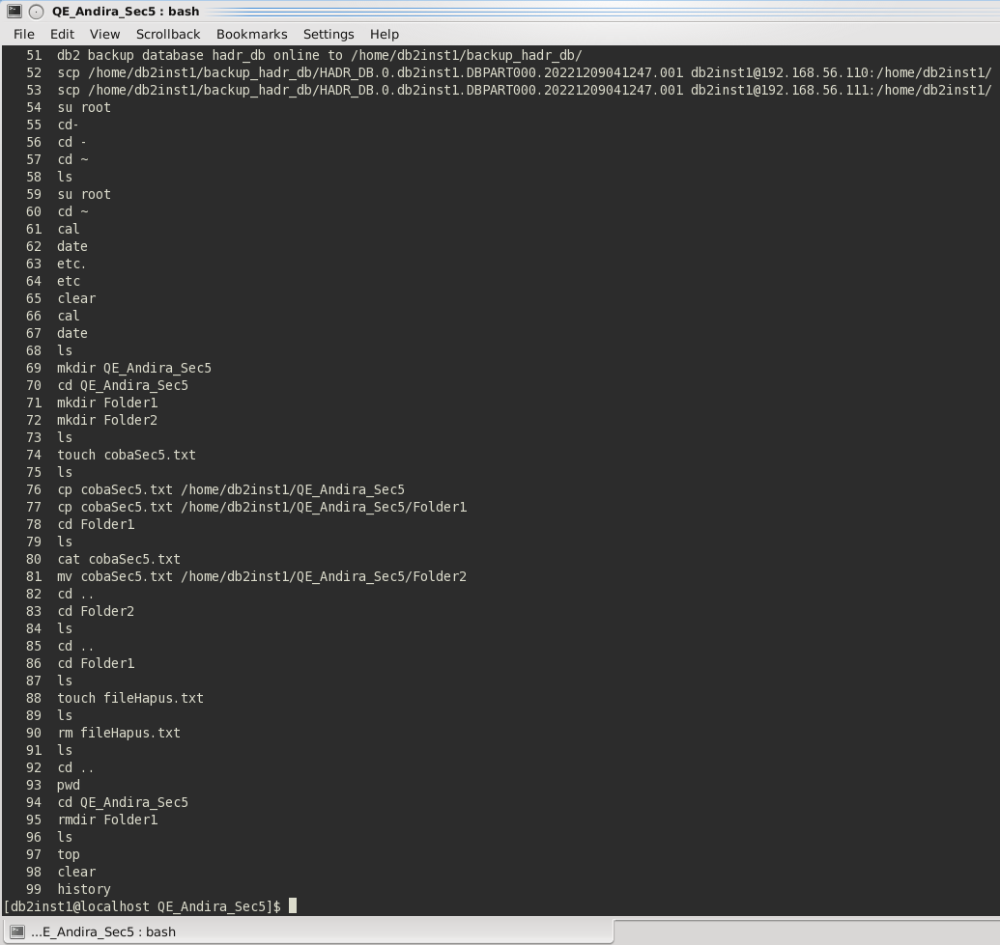 QE_Andira_Sec5 : bash
File Edit View Scrollback Bookmarks Settings Help
51 db2 backup database hadr_db online to /home/db2inst1/backup_hadr_db/
52 scp /home/db2inst1/backup_hadr_db/HADR_DB.0.db2inst1.DBPART000.20221209041247.001 db2inst1@192.168.56.110:/home/db2inst1/
53 scp /home/db2inst1/backup_hadr_db/HADR_DB.0.db2inst1.DBPART000.20221209041247.001 db2inst1@192.168.56.111:/home/db2inst1/
54 su root
55 cd-
56 cd -
57 cd ~
58 ls
59 su root
60 cd ~
61 cal
62 date
63 etc.
64 etc
65 clear
66 cal
67 date
68 ls
69 mkdir QE_Andira_Sec5
70 cd QE_Andira_Sec5
71 mkdir Folder1
72 mkdir Folder2
73 ls
74 touch cobaSec5.txt
75 ls
76 cp cobaSec5.txt /home/db2inst1/QE_Andira_Sec5
77 cp cobaSec5.txt /home/db2inst1/QE_Andira_Sec5/Folder1
78 cd Folder1
79 ls
80 cat cobaSec5.txt
81 mv cobaSec5.txt /home/db2inst1/QE_Andira_Sec5/Folder2
82 cd ..
83 cd Folder2
84 ls
85 cd ..
86 cd Folder1
87 ls
88 touch fileHapus.txt
89 ls
90 rm fileHapus.txt
91 ls
92 cd ..
93 pwd
94 cd QE_Andira_Sec5
95 rmdir Folder1
96 ls
97 top
98 clear
99 history
[db2inst1@localhost QE_Andira_Sec5]$
...E_Andira_Sec5 : bash